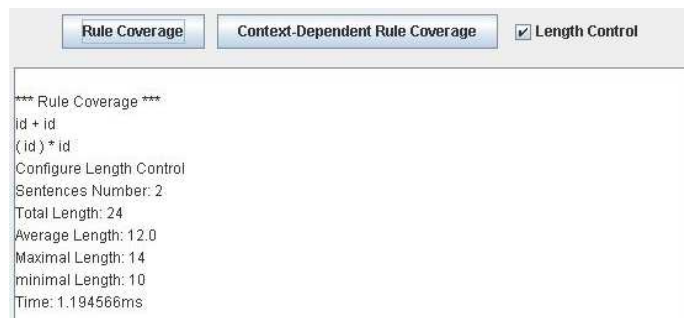 Rule Coverage Context-Dependent Rule Coverage Length Control
*** Rule Coverage ***
id + id
( id ) * id
Configure Length Control
Sentences Number: 2
Total Length: 24
Average Length: 12.0
Maximal Length: 14
minimal Length: 10
Time: 1.194566ms